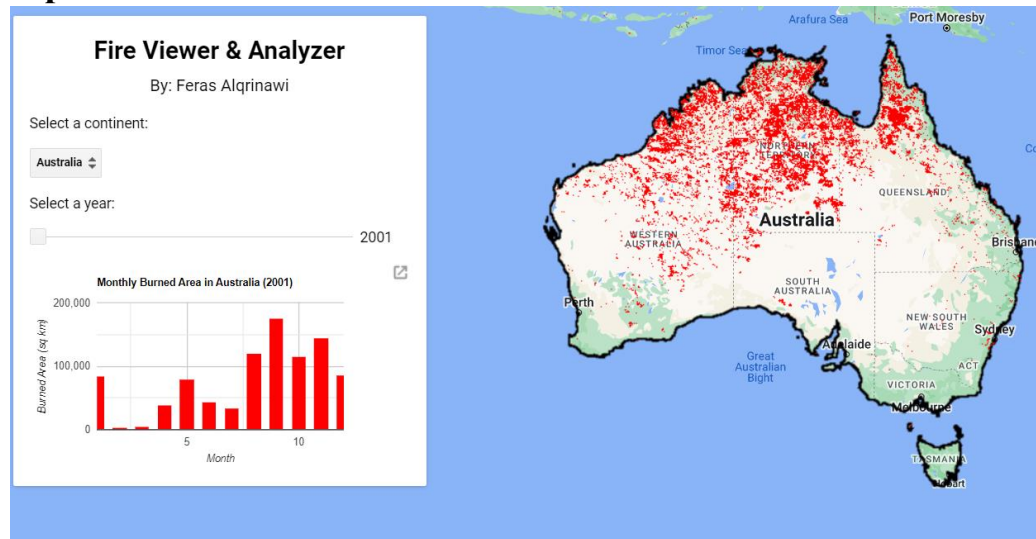 Fire Viewer & Analyzer
By: Feras Alqrinawi
Select a continent:
Australia
Select a year:
2001
Monthly Burned Area in Australia (2001)
Burned Area (sq km)
200,000
100,000
0
5
10
Month
Arafura Sea
Port Moresby
Timor Sea
NORTHERN
TERRITORY
QUEENSLAND
Australia
WESTERN
AUSTRALIA
Brisbane
SOUTH
AUSTRALIA
Perth
NEW SOUTH
WALES
Sydney
Adelaide
Great
Australian
Bight
ACT
VICTORIA
Melbourne
TASMANIA
Hobart